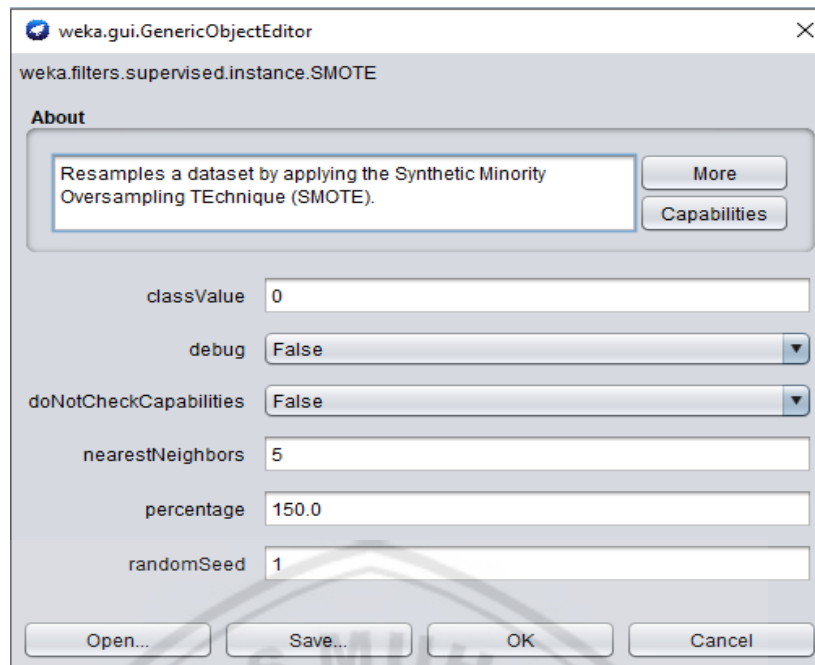 weka.gui.GenericObjectEditor
weka.filters.supervised.instance.SMOTE
About
Resamples a dataset by applying the Synthetic Minority
Oversampling TEchnique (SMOTE).
More
Capabilities
classValue 0
debug False
doNotCheckCapabilities False
nearestNeighbors 5
percentage 150.0
randomSeed 1
Open... Save... OK Cancel